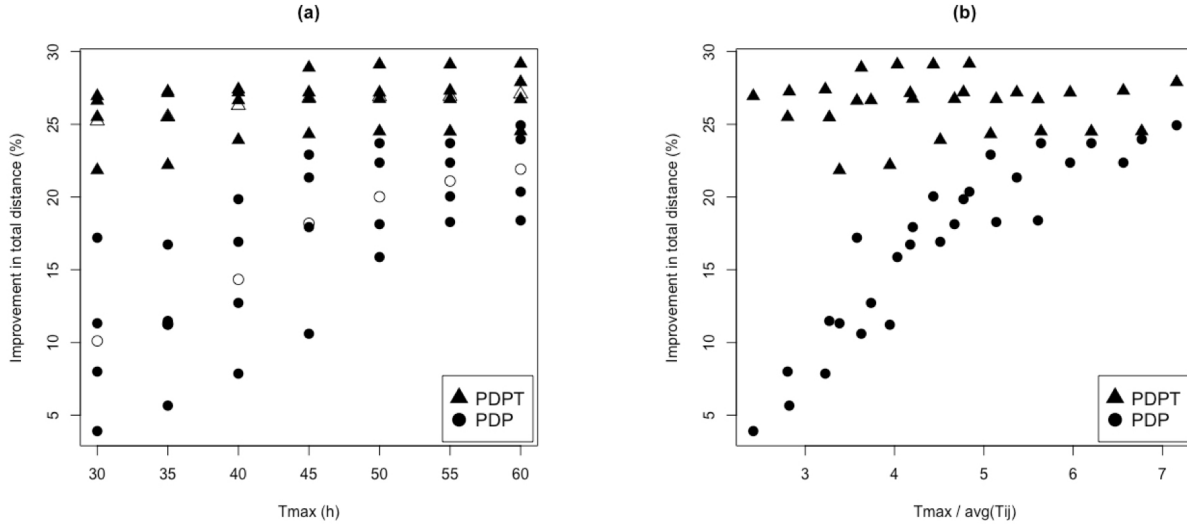 (a)
Improvement in total distance (%)
30
25
20
15
10
5
PDPT
PDP
30 35 40 45 50 55 60
Tmax (h)
(b)
Improvement in total distance (%)
30
25
20
15
10
5
PDPT
PDP
3 4 5 6 7
Tmax / avg(Tij)